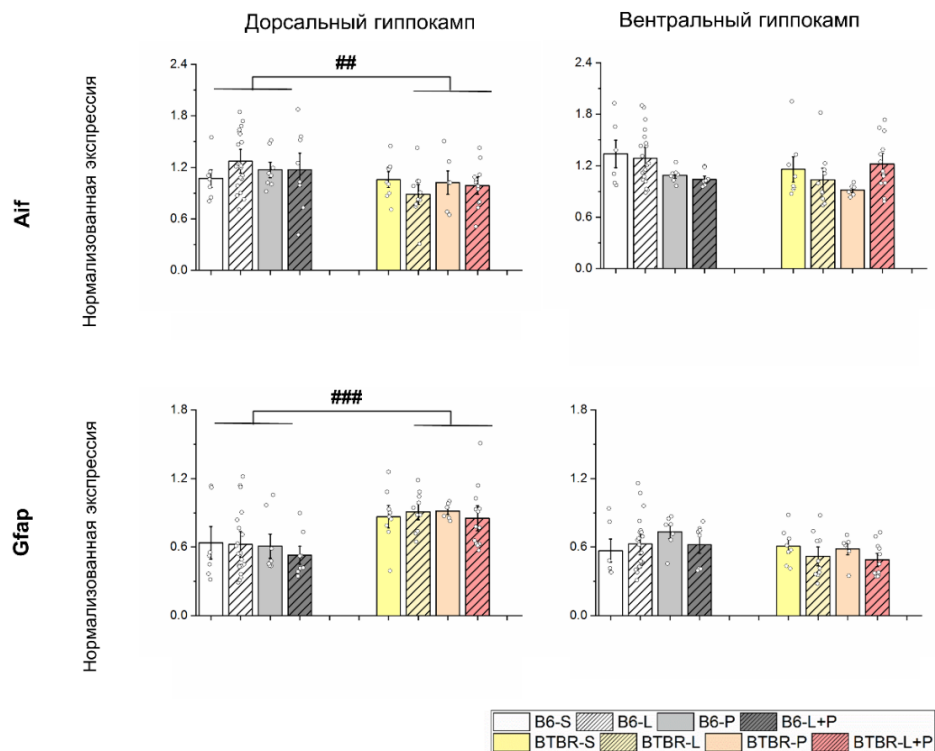 Дорсальный гиппокамп
Вентральный гиппокамп
Aif
Нормализованная экспрессия
2.4
1.8
1.2
0.6
0.0
##
2.4
1.8
1.2
0.6
0.0
Gfap
Нормализованная экспрессия
1.8
1.2
0.6
0.0
###
1.8
1.2
0.6
0.0
B6-S B6-L B6-P B6-L+P
BTBR-S BTBR-L BTBR-P BTBR-L+P